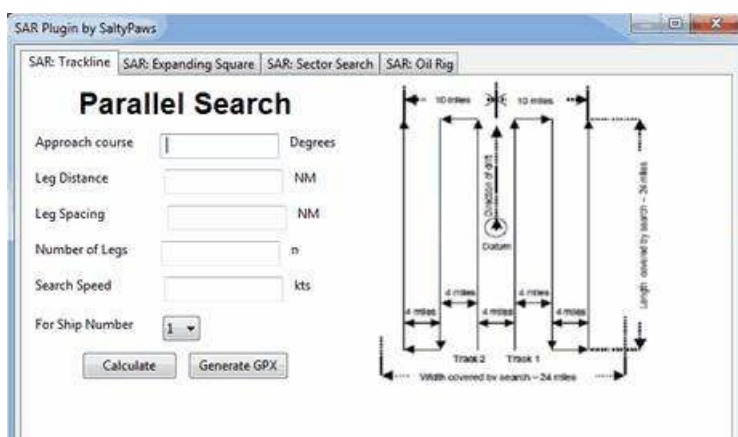 SAR Plugin by SaltyPaws
SAR: Trackline SAR: Expanding Square SAR: Sector Search SAR: Oil Rig
Parallel Search
Approach course Degrees
Leg Distance NM
Leg Spacing NM
Number of Legs n
Search Speed kts
For Ship Number 1
Calculate Generate GPX
10 miles 10 miles
Direction of drift
Datum
Length covered by search – 24 miles
4 miles 4 miles
4 miles 4 miles 4 miles
Track 2 Track 1
Width covered by search – 24 miles